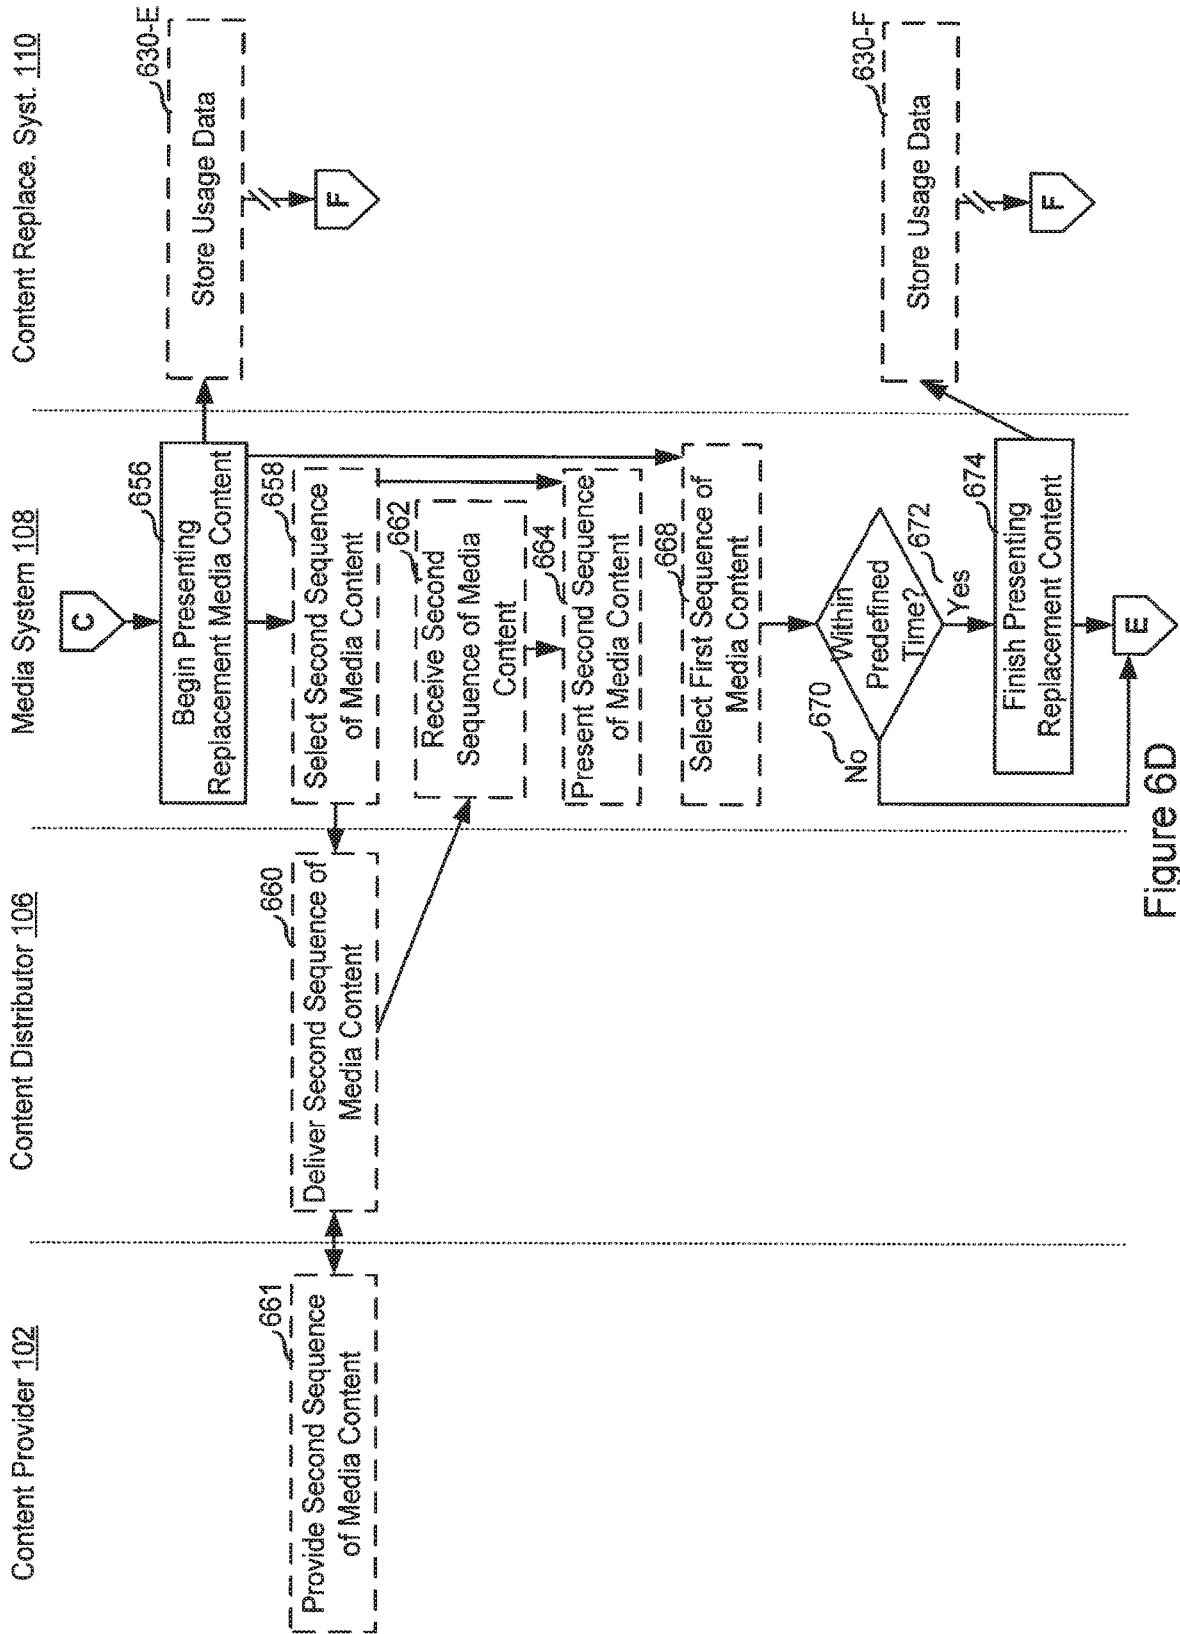 Content Provider 102
Content Distributor 106
Media System 108
Content Replace. Syst. 110
C
656
Begin Presenting
Replacement Media Content
630-E
Store Usage Data
F
661
Provide Second Sequence
of Media Content
660
Deliver Second Sequence of
Media Content
658
Select Second Sequence
of Media Content
662
Receive Second
Sequence of Media
Content
664
Present Second Sequence
of Media Content
668
Select First Sequence of
Media Content
Within
Predefined
Time?
670
No
672
Yes
674
Finish Presenting
Replacement Content
630-F
Store Usage Data
F
E
Figure 6D